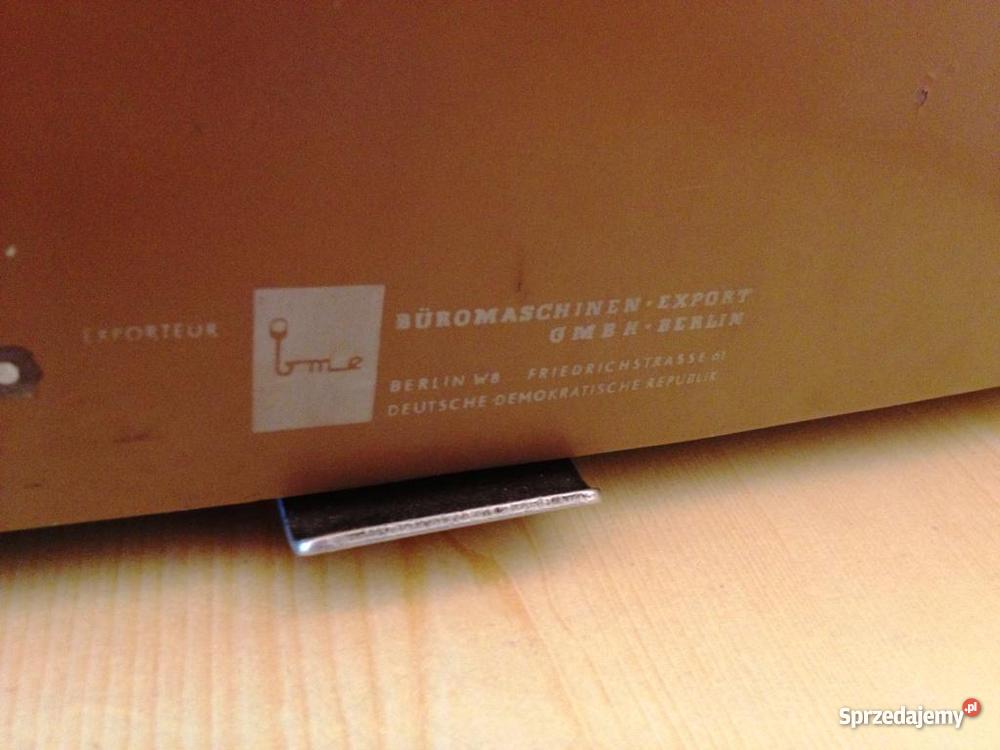 EXPORTEUR
bme
BÜROMASCHINEN·EXPORT
GMBH·BERLIN
BERLIN W8 FRIEDRICHSTRASSE 61
DEUTSCHE DEMOKRATISCHE REPUBLIK
Sprzedajemy.pl